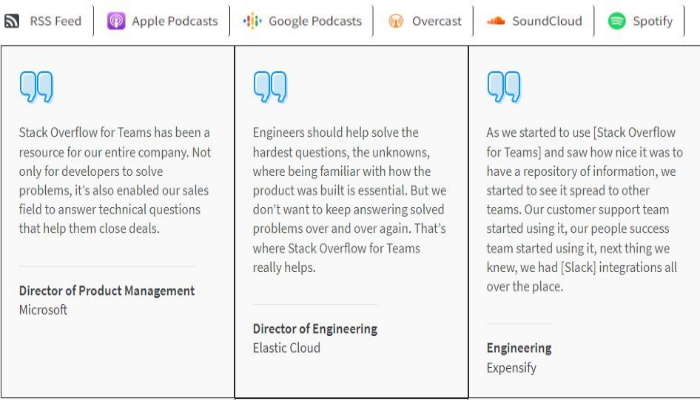 RSS Feed
Apple Podcasts
Google Podcasts
Overcast
SoundCloud
Spotify
Stack Overflow for Teams has been a
resource for our entire company. Not
only for developers to solve
problems, it's also enabled our sales
field to answer technical questions
that help them close deals.
Director of Product Management
Microsoft
Engineers should help solve the
hardest questions, the unknowns,
where being familiar with how the
product was built is essential. But we
don't want to keep answering solved
problems over and over again. That's
where Stack Overflow for Teams
really helps.
Director of Engineering
Elastic Cloud
As we started to use [Stack Overflow
for Teams] and saw how nice it was to
have a repository of information, we
started to see it spread to other
teams. Our customer support team
started using it, our people success
team started using it, next thing we
knew, we had [Slack] integrations all
over the place.
Engineering
Expensify